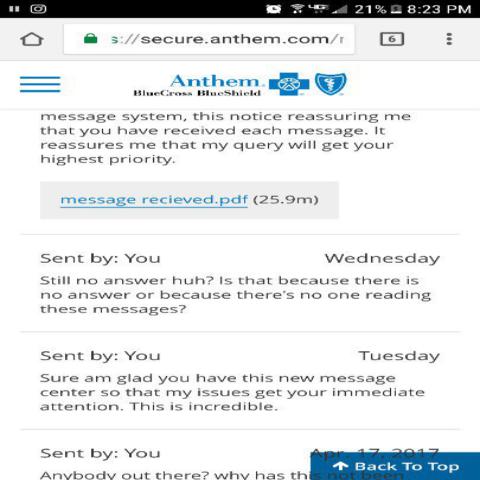 21% 8:23 PM
s://secure.anthem.com/r
6
Anthem
BlueCross BlueShield
message system, this notice reassuring me
that you have received each message. It
reassures me that my query will get your
highest priority.
message recieved.pdf (25.9m)
Sent by: You Wednesday
Still no answer huh? Is that because there is
no answer or because there's no one reading
these messages?
Sent by: You Tuesday
Sure am glad you have this new message
center so that my issues get your immediate
attention. This is incredible.
Sent by: You Apr. 17, 2017
Anybody out there? why has this not been
Back To Top